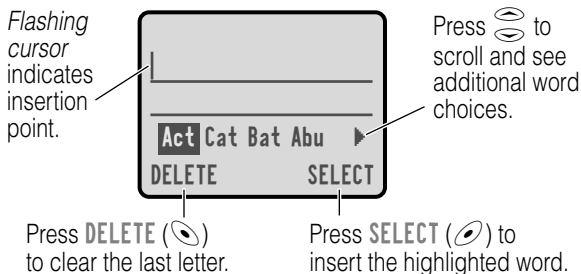 Flashing
cursor
indicates
insertion
point.
Press to
scroll and see
additional word
choices.
Act Cat Bat Abu
DELETE SELECT
Press DELETE ( )
to clear the last letter.
Press SELECT ( ) to
insert the highlighted word.